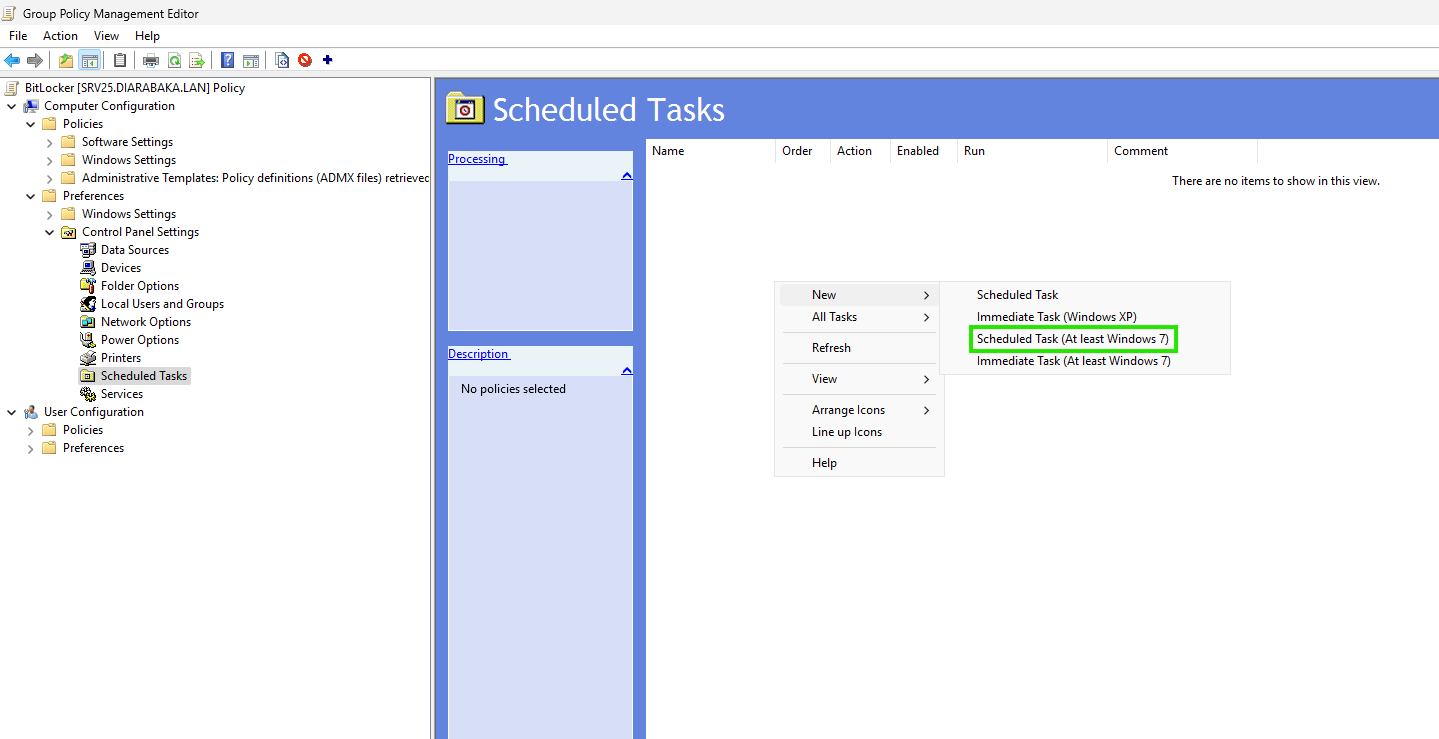 Group Policy Management Editor
File Action View Help
BitLocker [SRV25.DIARABAKA.LAN] Policy
Computer Configuration
Policies
Software Settings
Windows Settings
Administrative Templates: Policy definitions (ADMX files) retrieved
Preferences
Windows Settings
Control Panel Settings
Data Sources
Devices
Folder Options
Local Users and Groups
Network Options
Power Options
Printers
Scheduled Tasks
Services
User Configuration
Policies
Preferences
Scheduled Tasks
Processing
Description
No policies selected
Name Order Action Enabled Run Comment
There are no items to show in this view.
New
All Tasks
Refresh
View
Arrange Icons
Line up Icons
Help
Scheduled Task
Immediate Task (Windows XP)
Scheduled Task (At least Windows 7)
Immediate Task (At least Windows 7)